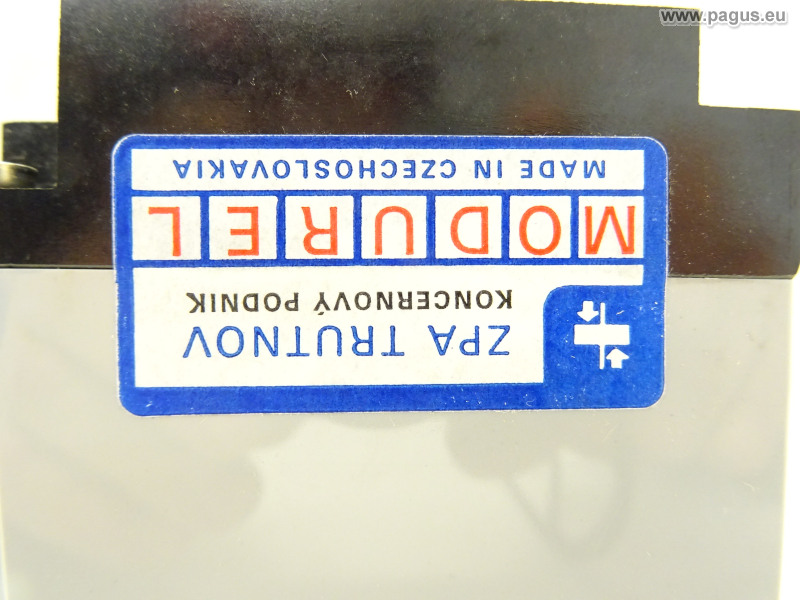 www.pagus.eu
ZPA TRUTNOV
KONCERNOVÝ PODNIK
MODUREL
MADE IN CZECHOSLOVAKIA